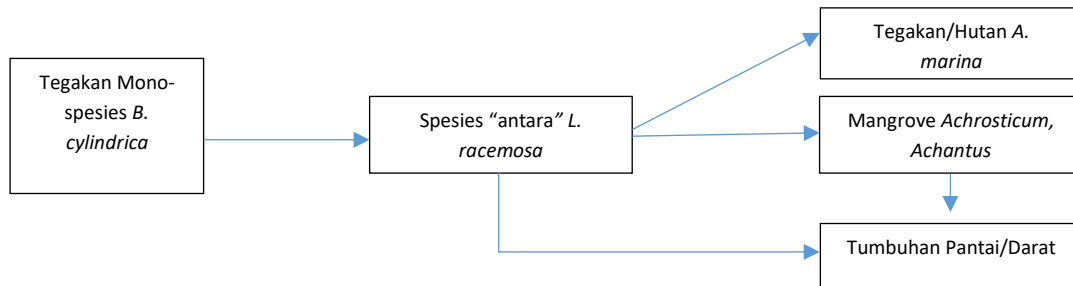 Tegakan Mono-
spesies B.
cylindrica
Spesies “antara” L.
racemosa
Tegakan/Hutan A.
marina
Mangrove Achrosticum,
Achantus
Tumbuhan Pantai/Darat